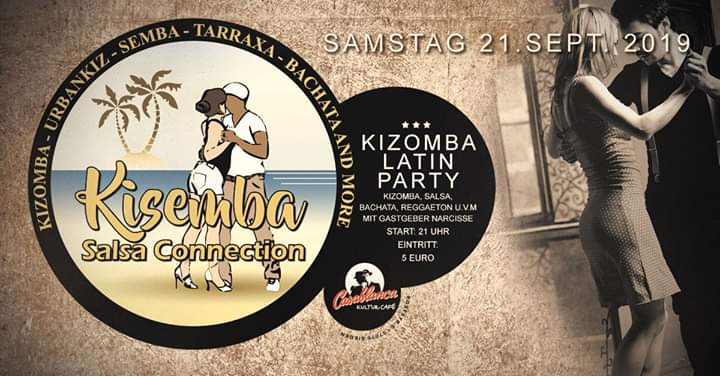 SAMSTAG 21.SEPT. 2019
KIZOMBA - URBANKIZ - SEMBA - TARRAXA - BACHATA AND MORE
Kisemba
Salsa Connection
KIZOMBA
LATIN
PARTY
KIZOMBA, SALSA,
BACHATA, REGGAETON U.V.M
MIT GASTGEBER NARCISSE
START: 21 UHR
EINTRITT:
5 EURO
Casablanca
KULTUR-CAFÉ